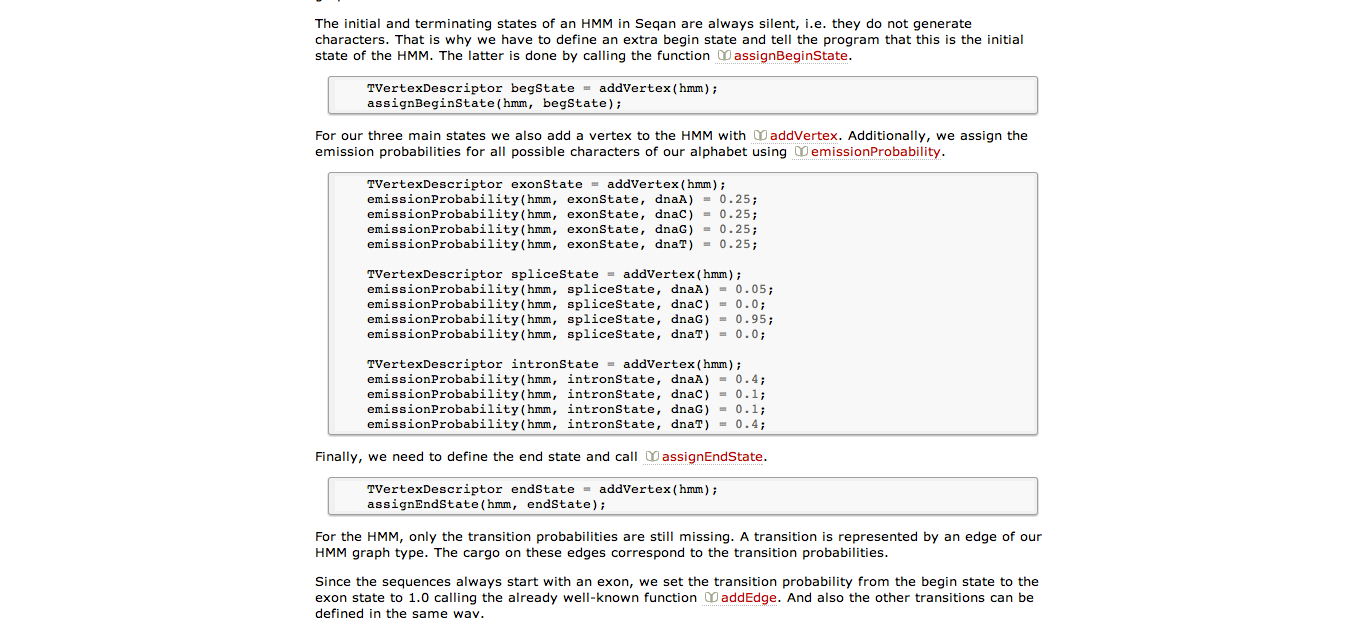 The initial and terminating states of an HMM in Seqan are always silent, i.e. they do not generate
characters. That is why we have to define an extra begin state and tell the program that this is the initial
state of the HMM. The latter is done by calling the function assignBeginState.
TVertexDescriptor begState = addVertex(hmm);
assignBeginState(hmm, begState);
For our three main states we also add a vertex to the HMM with addVertex. Additionally, we assign the
emission probabilities for all possible characters of our alphabet using emissionProbability.
TVertexDescriptor exonState = addVertex(hmm);
emissionProbability(hmm, exonState, dnaA) = 0.25;
emissionProbability(hmm, exonState, dnaC) = 0.25;
emissionProbability(hmm, exonState, dnaG) = 0.25;
emissionProbability(hmm, exonState, dnaT) = 0.25;
TVertexDescriptor spliceState = addVertex(hmm);
emissionProbability(hmm, spliceState, dnaA) = 0.05;
emissionProbability(hmm, spliceState, dnaC) = 0.0;
emissionProbability(hmm, spliceState, dnaG) = 0.95;
emissionProbability(hmm, spliceState, dnaT) = 0.0;
TVertexDescriptor intronState = addVertex(hmm);
emissionProbability(hmm, intronState, dnaA) = 0.4;
emissionProbability(hmm, intronState, dnaC) = 0.1;
emissionProbability(hmm, intronState, dnaG) = 0.1;
emissionProbability(hmm, intronState, dnaT) = 0.4;
Finally, we need to define the end state and call assignEndState.
TVertexDescriptor endState = addVertex(hmm);
assignEndState(hmm, endState);
For the HMM, only the transition probabilities are still missing. A transition is represented by an edge of our
HMM graph type. The cargo on these edges correspond to the transition probabilities.
Since the sequences always start with an exon, we set the transition probability from the begin state to the
exon state to 1.0 calling the already well-known function addEdge. And also the other transitions can be
defined in the same way.